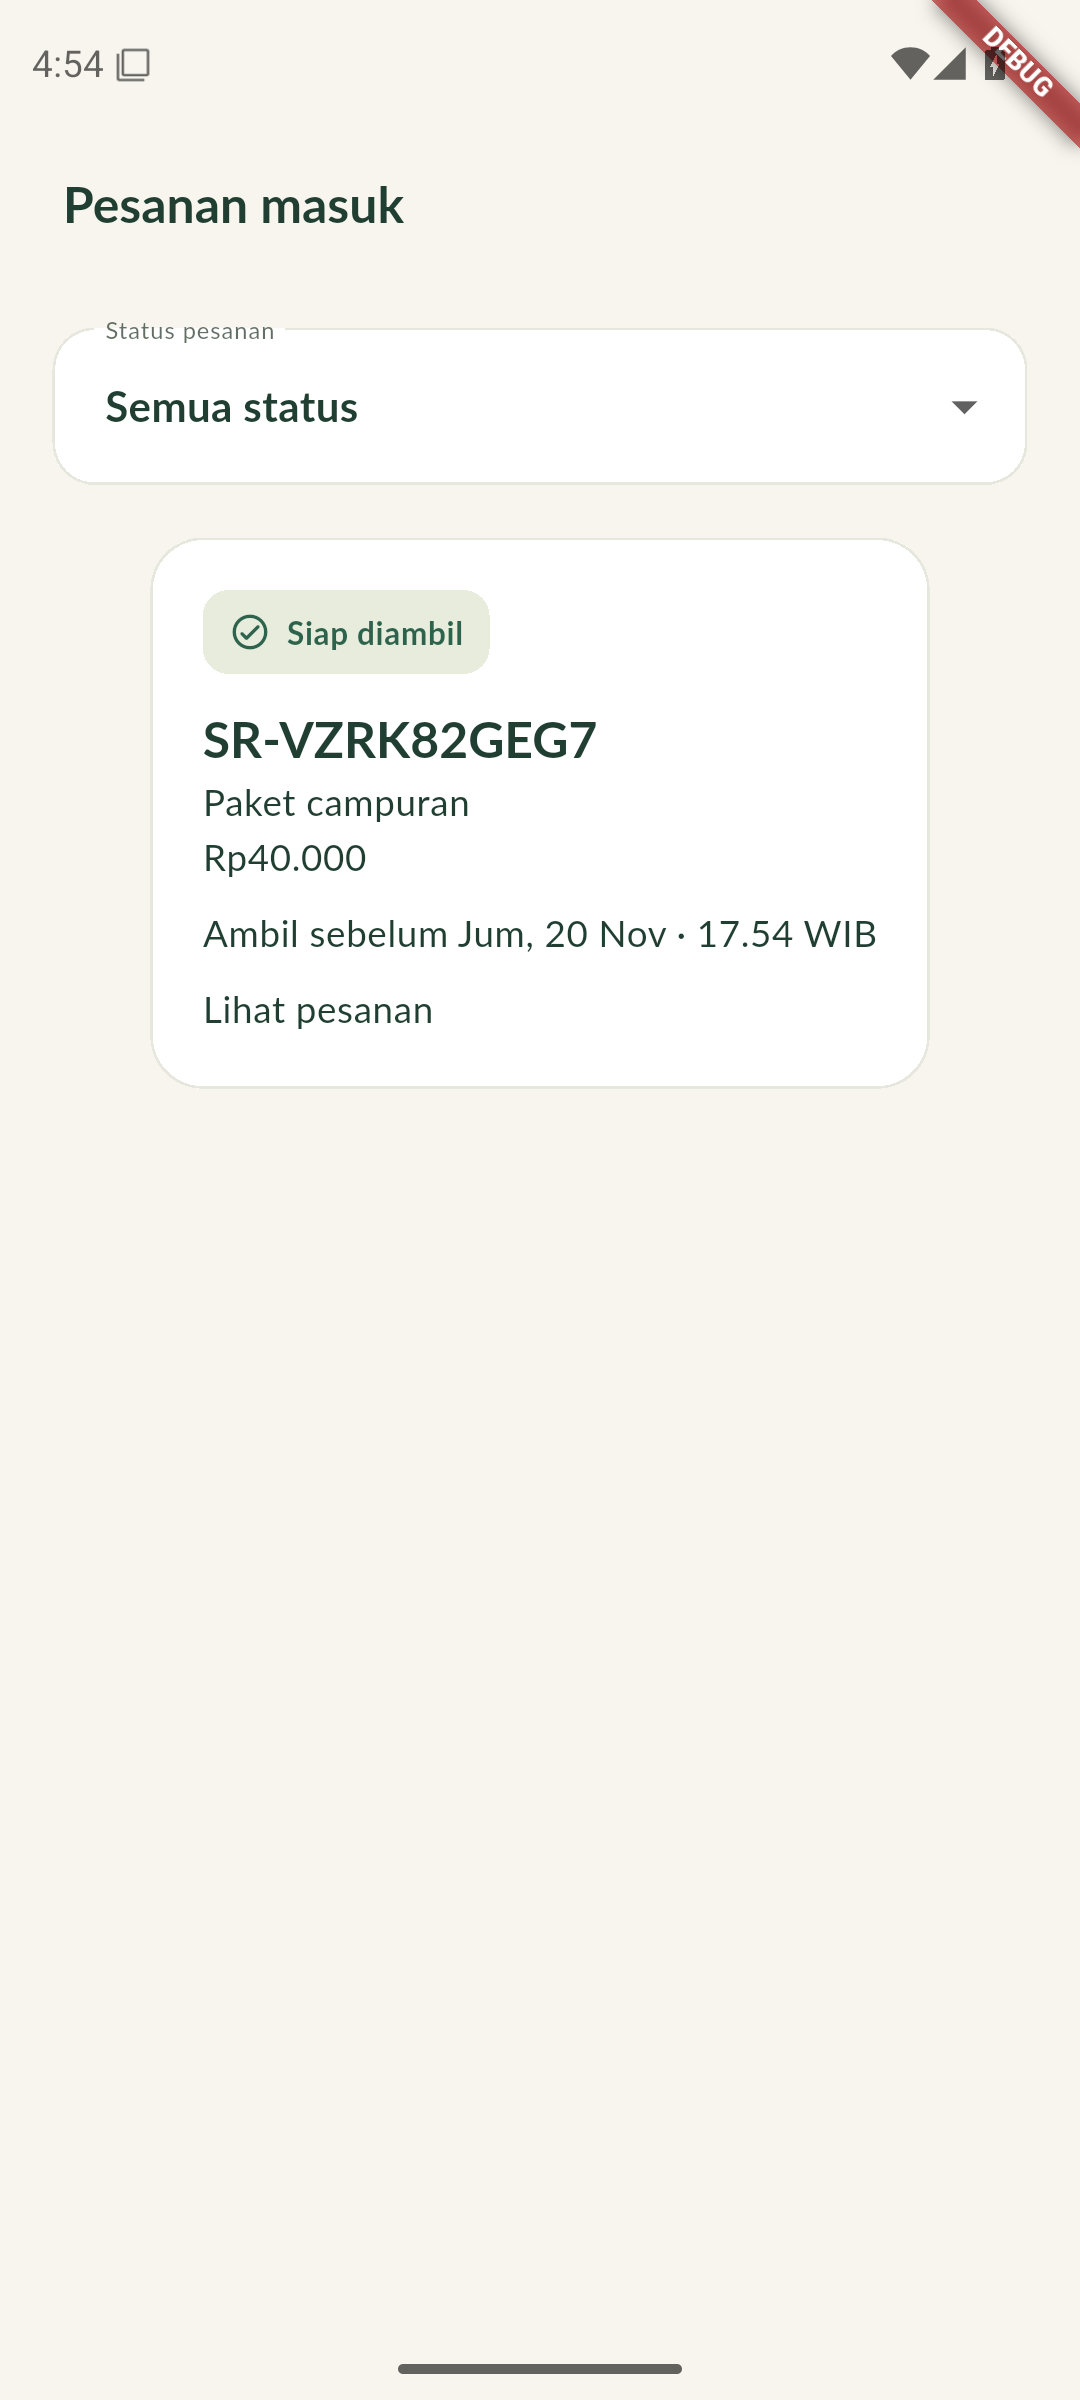 4:54
DEBUG
Pesanan masuk
Status pesanan
Semua status
Siap diambil
SR-VZRK82GEG7
Paket campuran
Rp40.000
Ambil sebelum Jum, 20 Nov · 17.54 WIB
Lihat pesanan